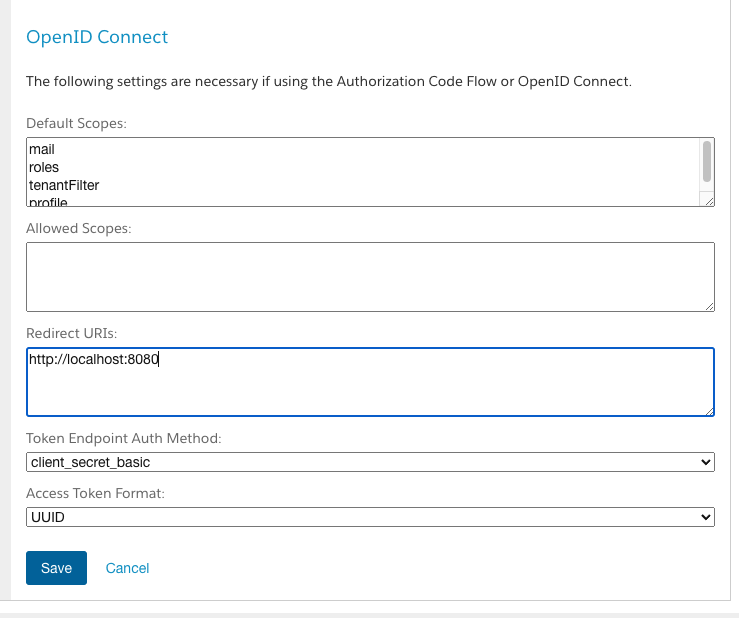 OpenID Connect
The following settings are necessary if using the Authorization Code Flow or OpenID Connect.
Default Scopes:
mail
roles
tenantFilter
profile
Allowed Scopes:
Redirect URIs:
http://localhost:8080
Token Endpoint Auth Method:
client_secret_basic
Access Token Format:
UUID
Save Cancel